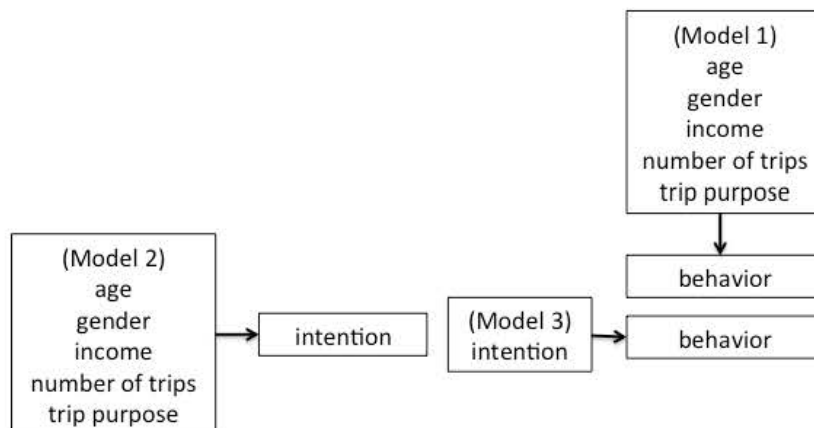 (Model 1)
age
gender
income
number of trips
trip purpose
behavior
(Model 2)
age
gender
income
number of trips
trip purpose
intention
(Model 3)
intention
behavior